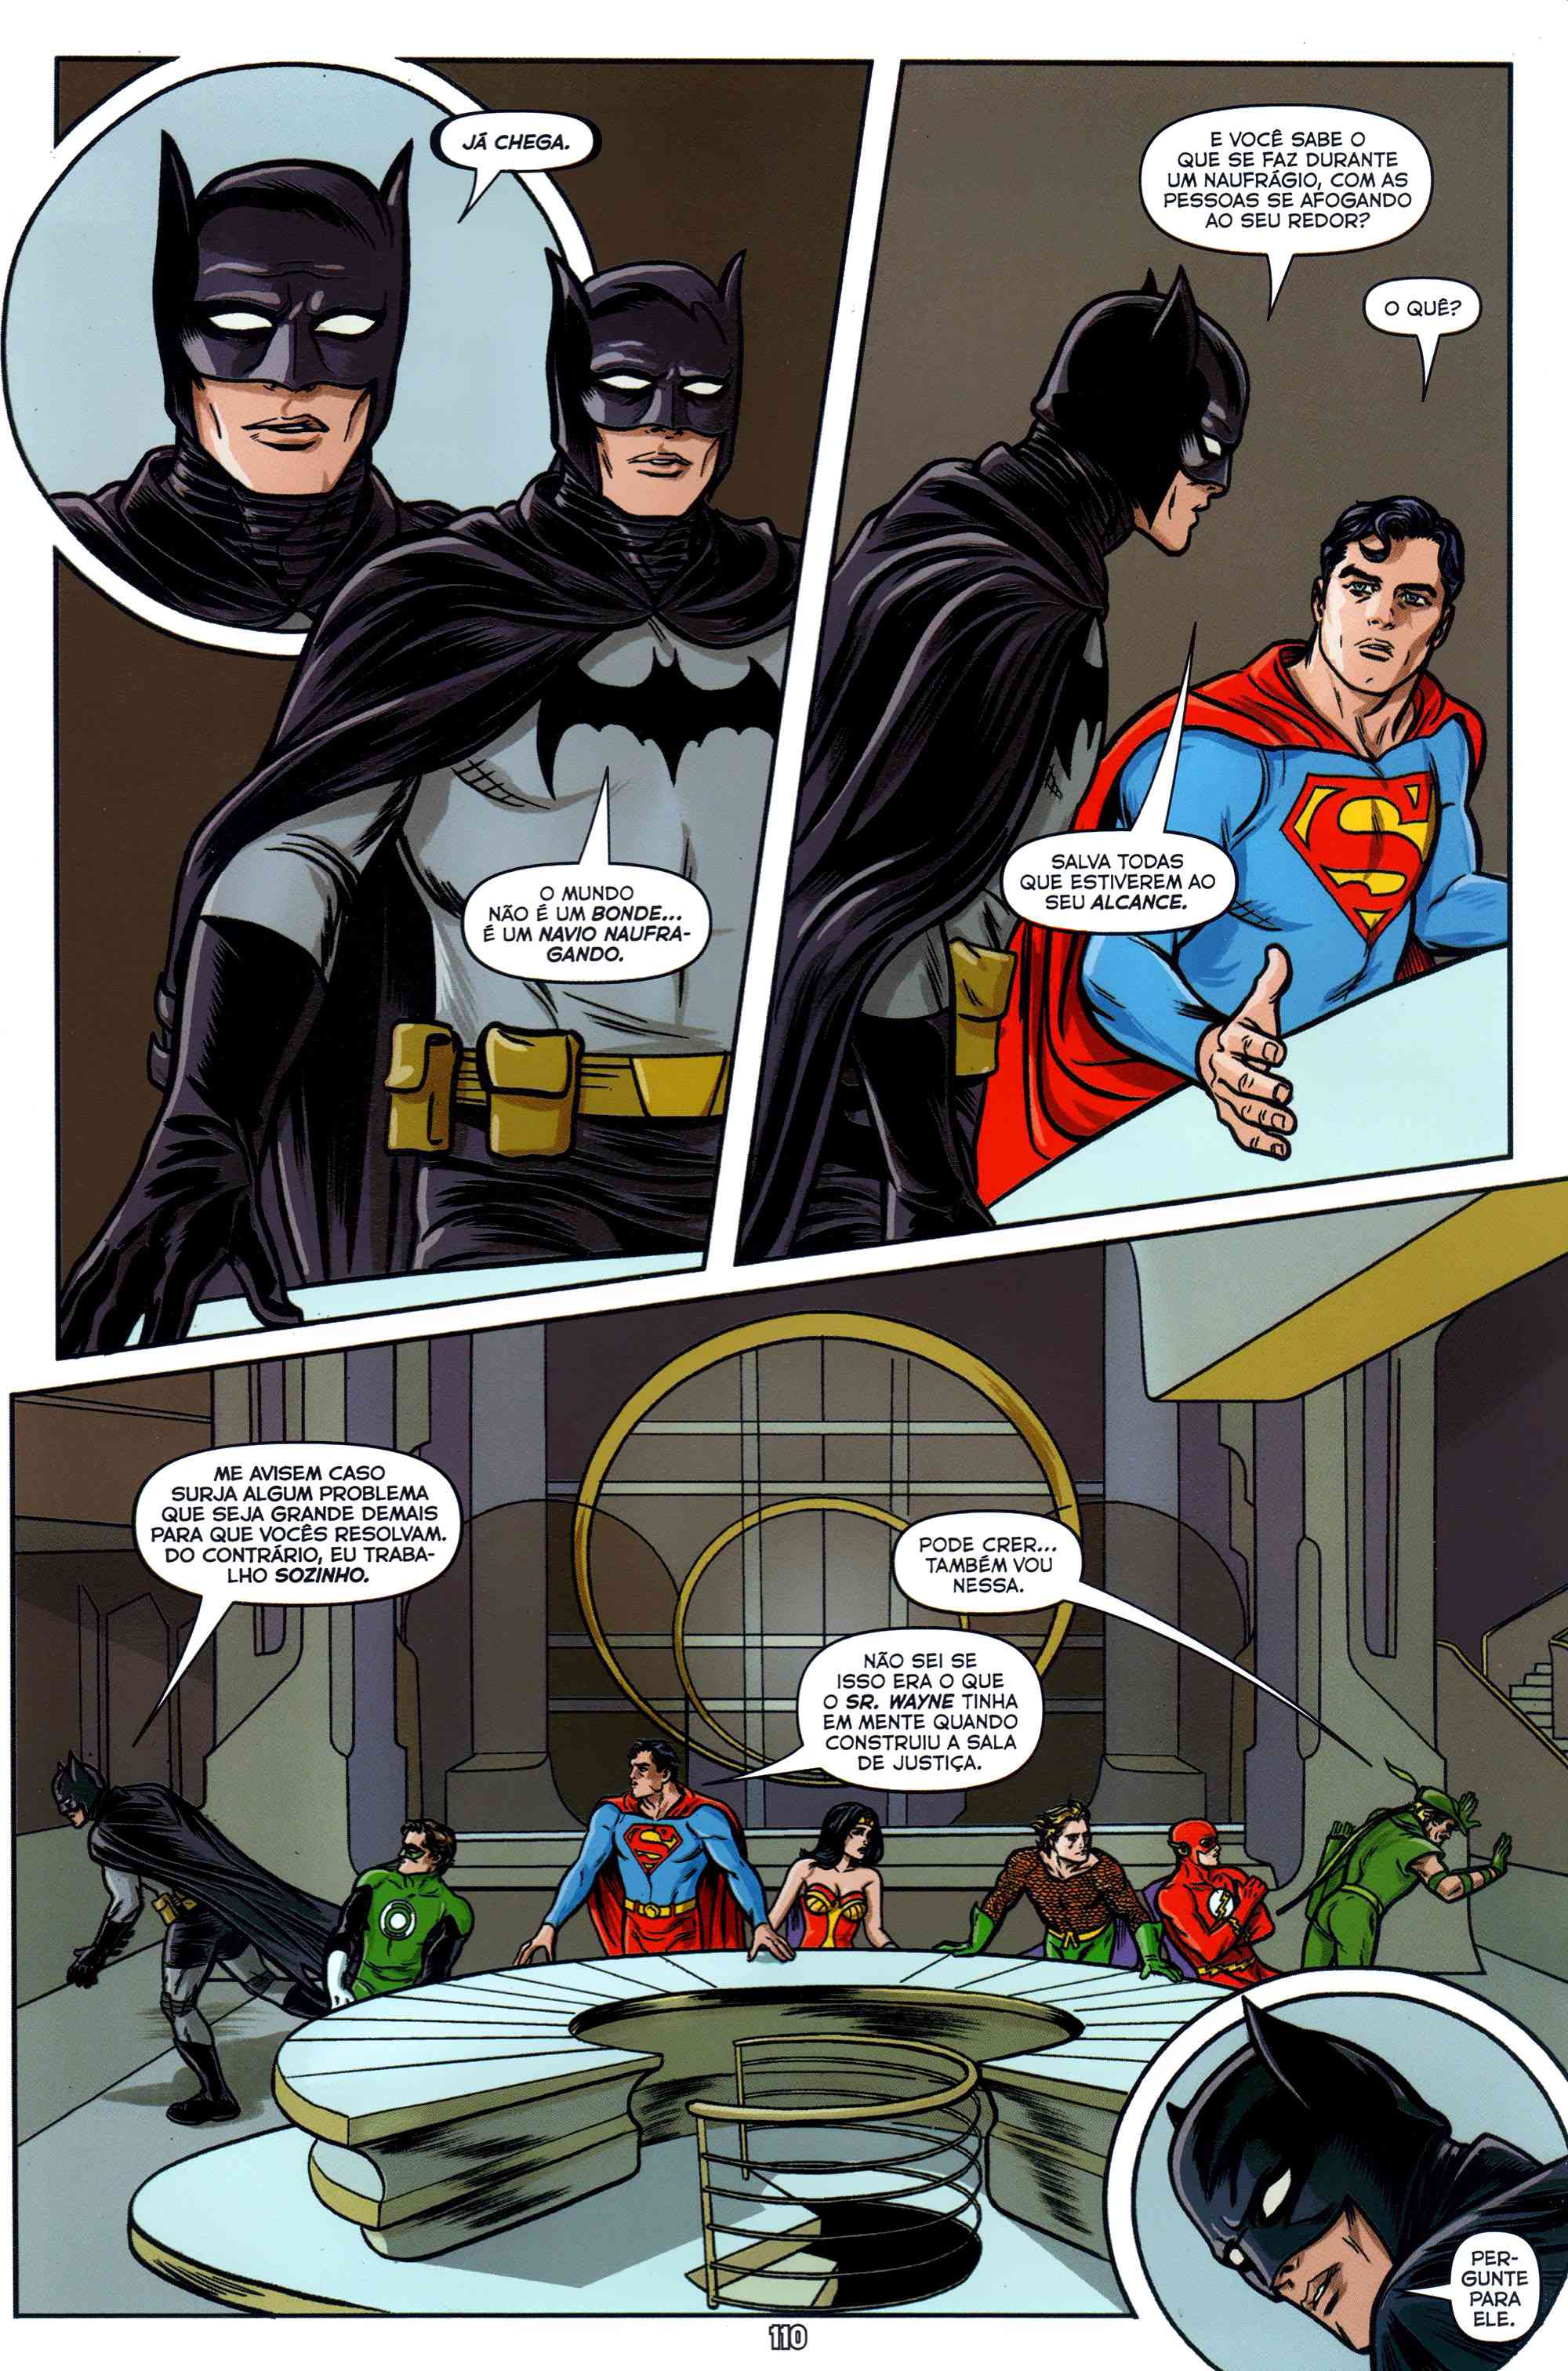 JÁ CHEGA.
O MUNDO
NÃO É UM BONDE...
É UM NAVIO NAUFRA-
GANDO.
E VOCÊ SABE O
QUE SE FAZ DURANTE
UM NAUFRÁGIO, COM AS
PESSOAS SE AFOGANDO
AO SEU REDOR?
O QUÊ?
SALVA TODAS
QUE ESTIVEREM AO
SEU ALCANCE.
S
ME AVISEM CASO
SURJA ALGUM PROBLEMA
QUE SEJA GRANDE DEMAIS
PARA QUE VOCÊS RESOLVAM.
DO CONTRÁRIO, EU TRABA-
LHO SOZINHO.
PODE CRER...
TAMBÉM VOU
NESSA.
NÃO SEI SE
ISSO ERA O QUE
O SR. WAYNE TINHA
EM MENTE QUANDO
CONSTRUIU A SALA
DE JUSTIÇA.
PER-
GUNTE
PARA
ELE.
110